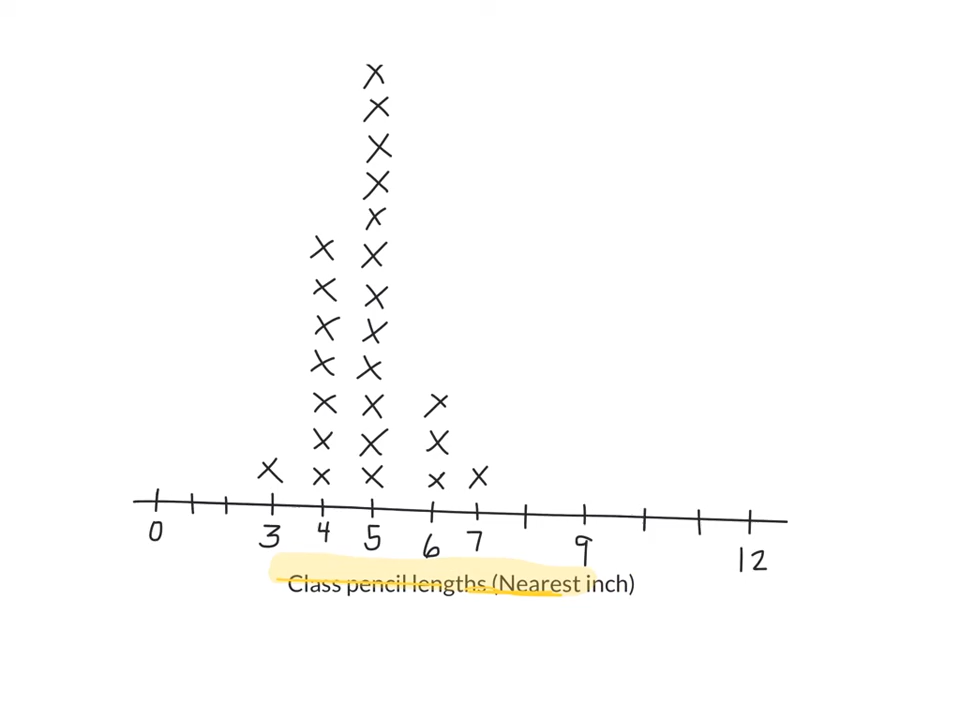 X
X
X
X
X
X X
X X
X X
X X
X X X
X X X X
X X X X X
0 3 4 5 6 7 9 12
Class pencil lengths (Nearest inch)